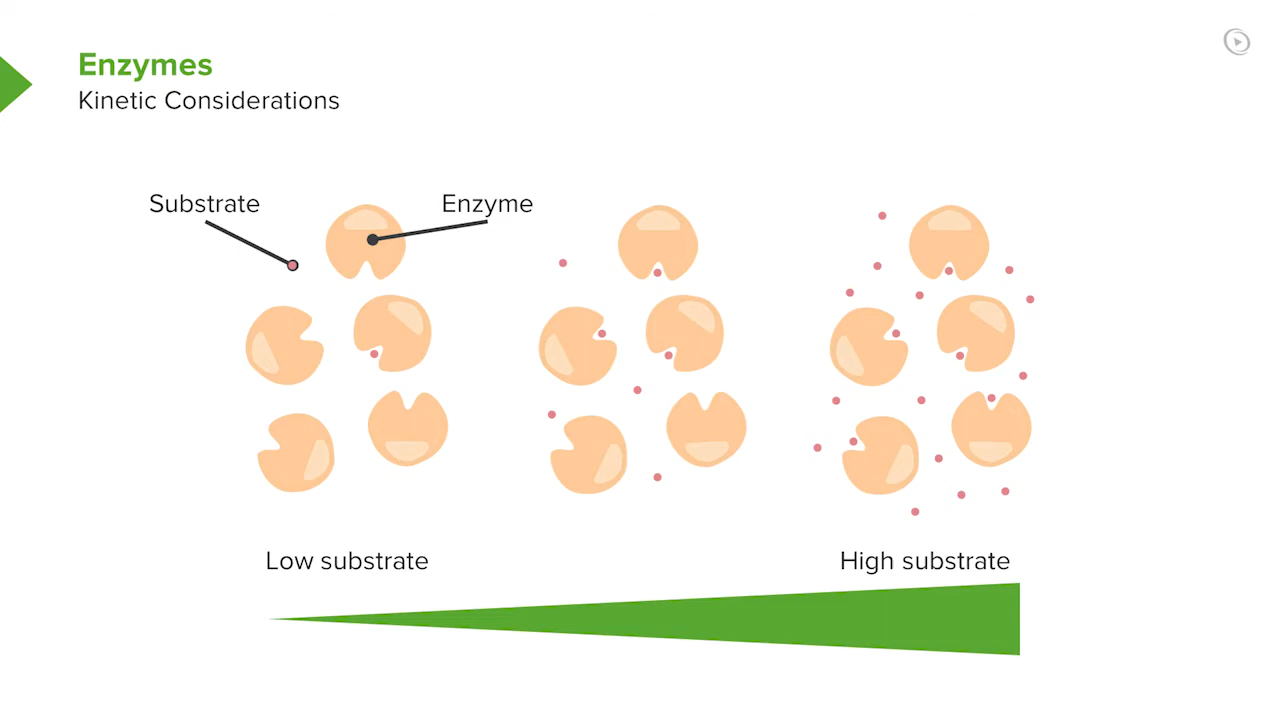 Enzymes
Kinetic Considerations
Substrate
Enzyme
Low substrate
High substrate